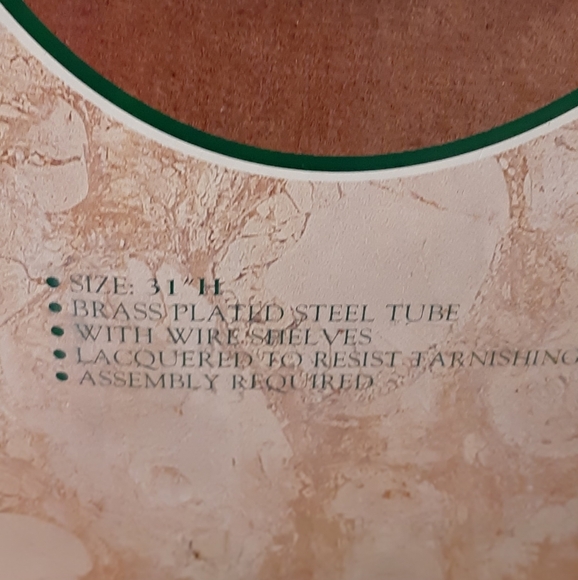 • SIZE: 31"H
• BRASS PLATED STEEL TUBE
• WITH WIRE SHELVES
• LACQUERED TO RESIST TARNISHING
• ASSEMBLY REQUIRED